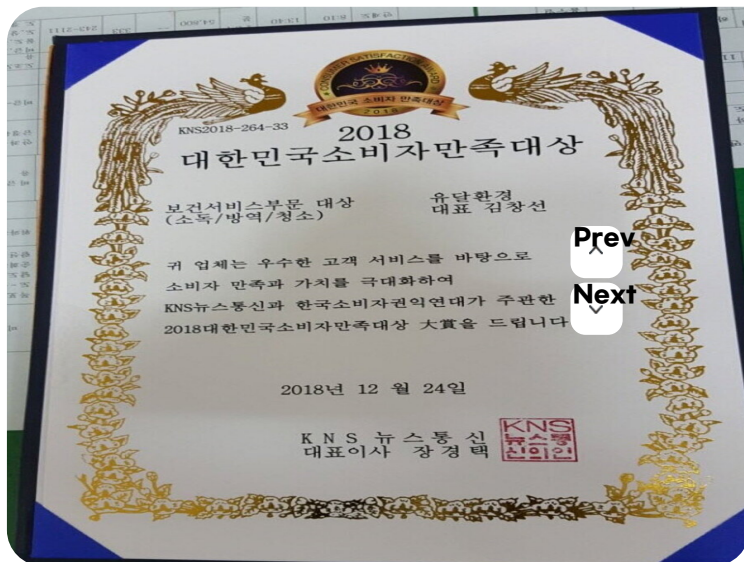 CONSUMER SATISFACTION AWARDS
대한민국 소비자 만족대상
2018
KNS2018-264-33
2018
대한민국소비자만족대상
보건서비스부문 대상
(소독/방역/청소)
유달환경
대표 김창선
귀 업체는 우수한 고객 서비스를 바탕으로
소비자 만족과 가치를 극대화하여
KNS뉴스통신과 한국소비자권익연대가 주관한
2018대한민국소비자만족대상 大賞을 드립니다
Prev
Next
2018년 12 월 24일
KNS 뉴스통신
대표이사 장경택
KNS
뉴스통
신의인